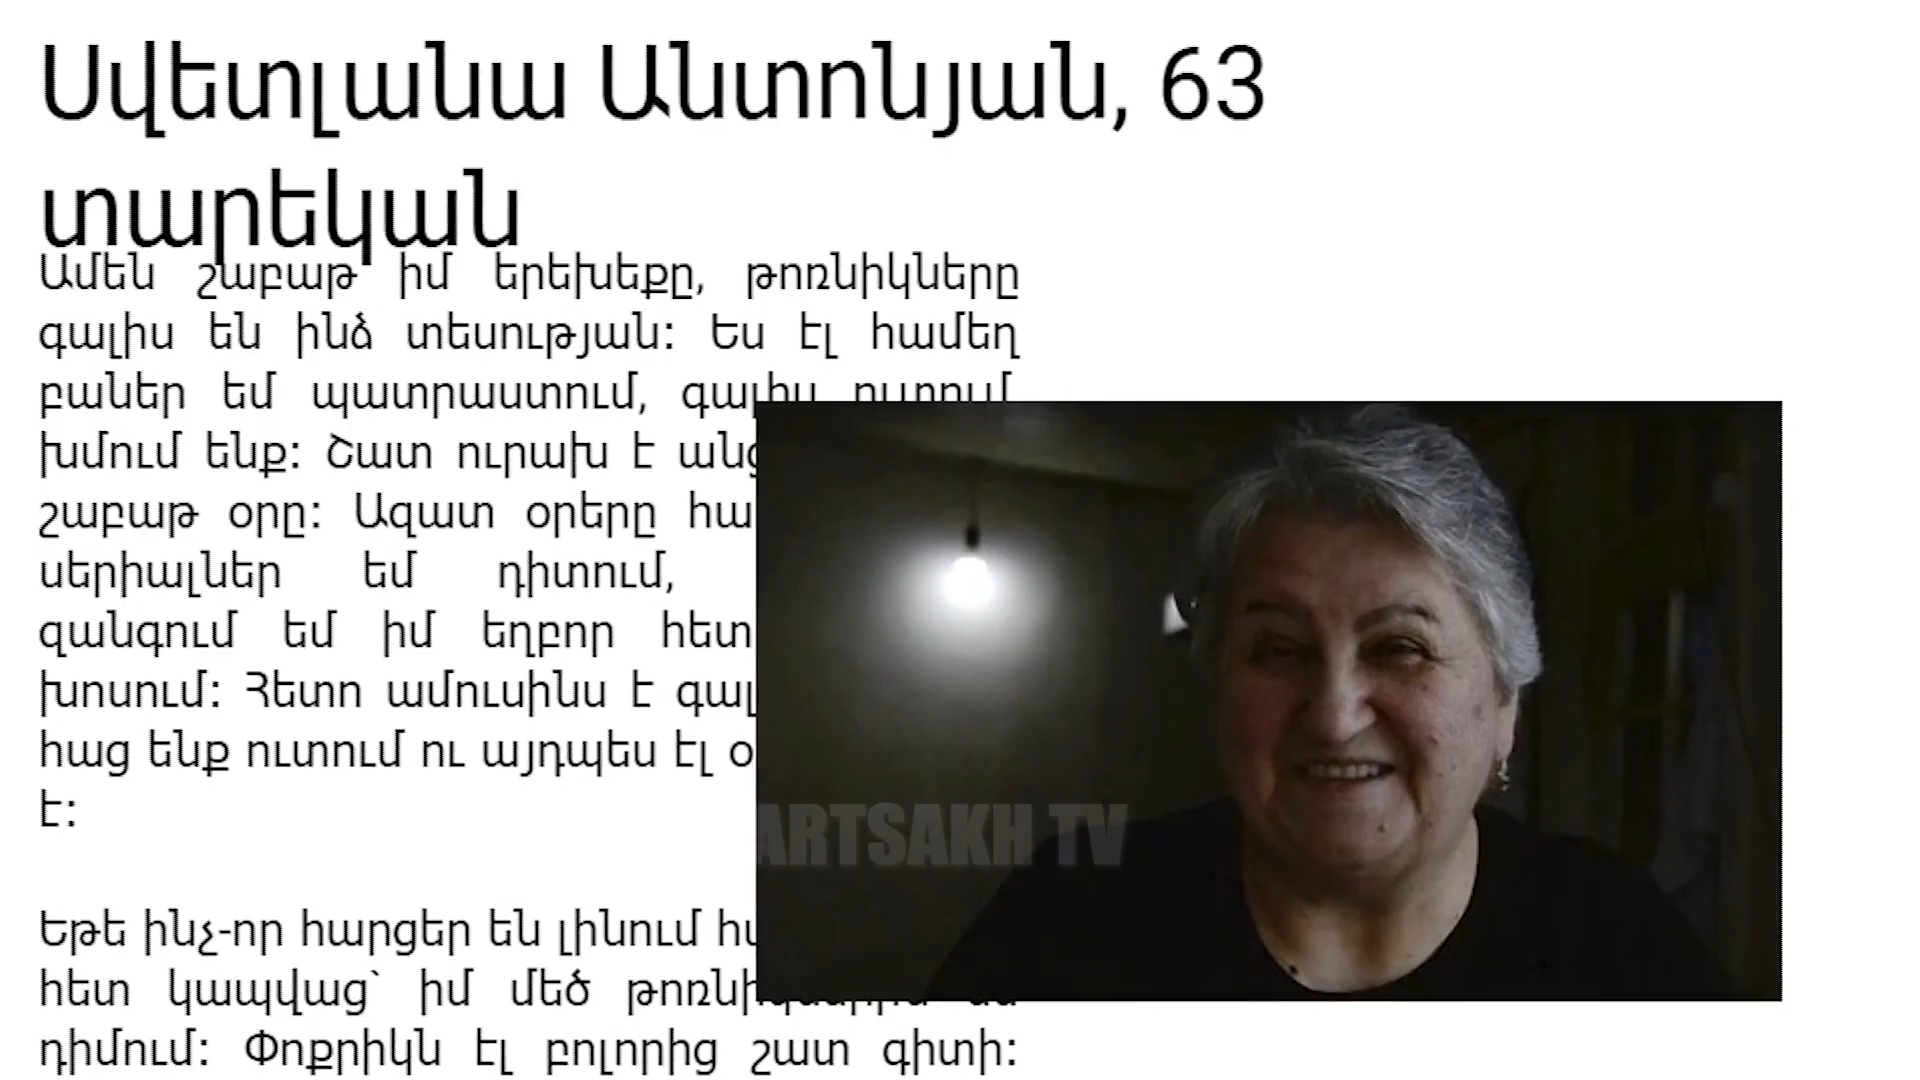 Սվետլանա Անտոնյան, 63
տարեկան
Ամեն շաբաթ իմ երեխեքը, թոռնիկները
գալիս են ինձ տեսության: Ես էլ համեղ
բաներ եմ պատրաստում, գալիս ուտում
խմում ենք: Շատ ուրախ է
շաբաթ օրը: Ազատ օրերը
սերիալներ եմ դիտում,
զանգում եմ իմ եղբոր հետ
խոսում: Հետո ամուսինս է
հաց ենք ուտում ու այդպես էլ
է:
Եթե ինչ-որ հարցեր են լինում
հետ կապված՝ իմ մեծ
դիմում: Փոքրիկն էլ բոլորից շատ գիտի:
ARTSAKH TV